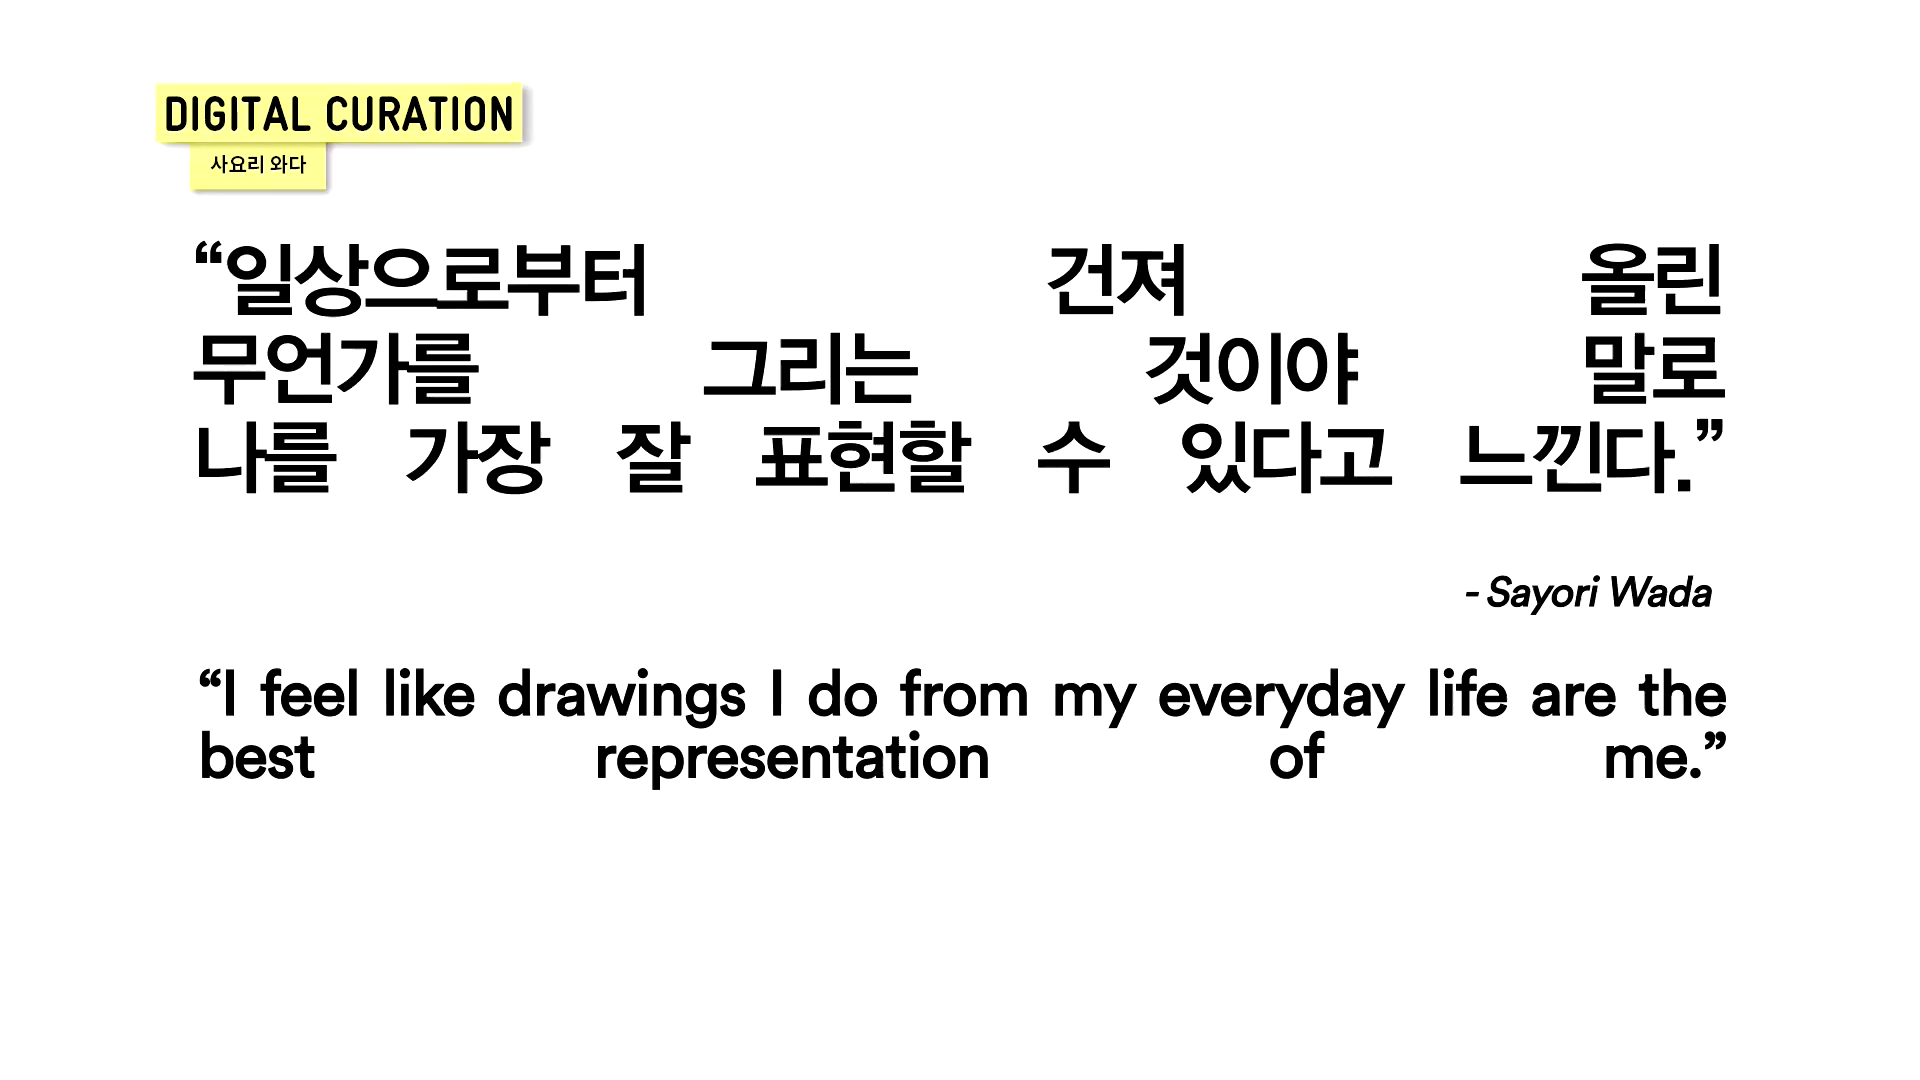 DIGITAL CURATION
사요리 와다
“일상으로부터 건져 올린
무언가를 그리는 것이야 말로
나를 가장 잘 표현할 수 있다고 느낀다.”
- Sayori Wada
“I feel like drawings I do from my everyday life are the
best representation of me.”